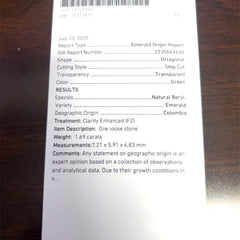 July 23, 2025
Report Type Emerald Origin Report
GIA Report Number 2235643435
Shape Octagonal
Cutting Style Step Cut
Transparency Transparent
Color Green
RESULTS
Species Natural Beryl
Variety Emerald
Geographic Origin Colombia
Treatment: Clarity Enhanced (F2)
Item Description: One loose stone
Weight: 1.69 carats
Measurements: 7.21 x 5.91 x 4.83 mm
Comments: Any statement on geographic origin is an
expert opinion based on a collection of observations
and analytical data. Due to their growth conditions in